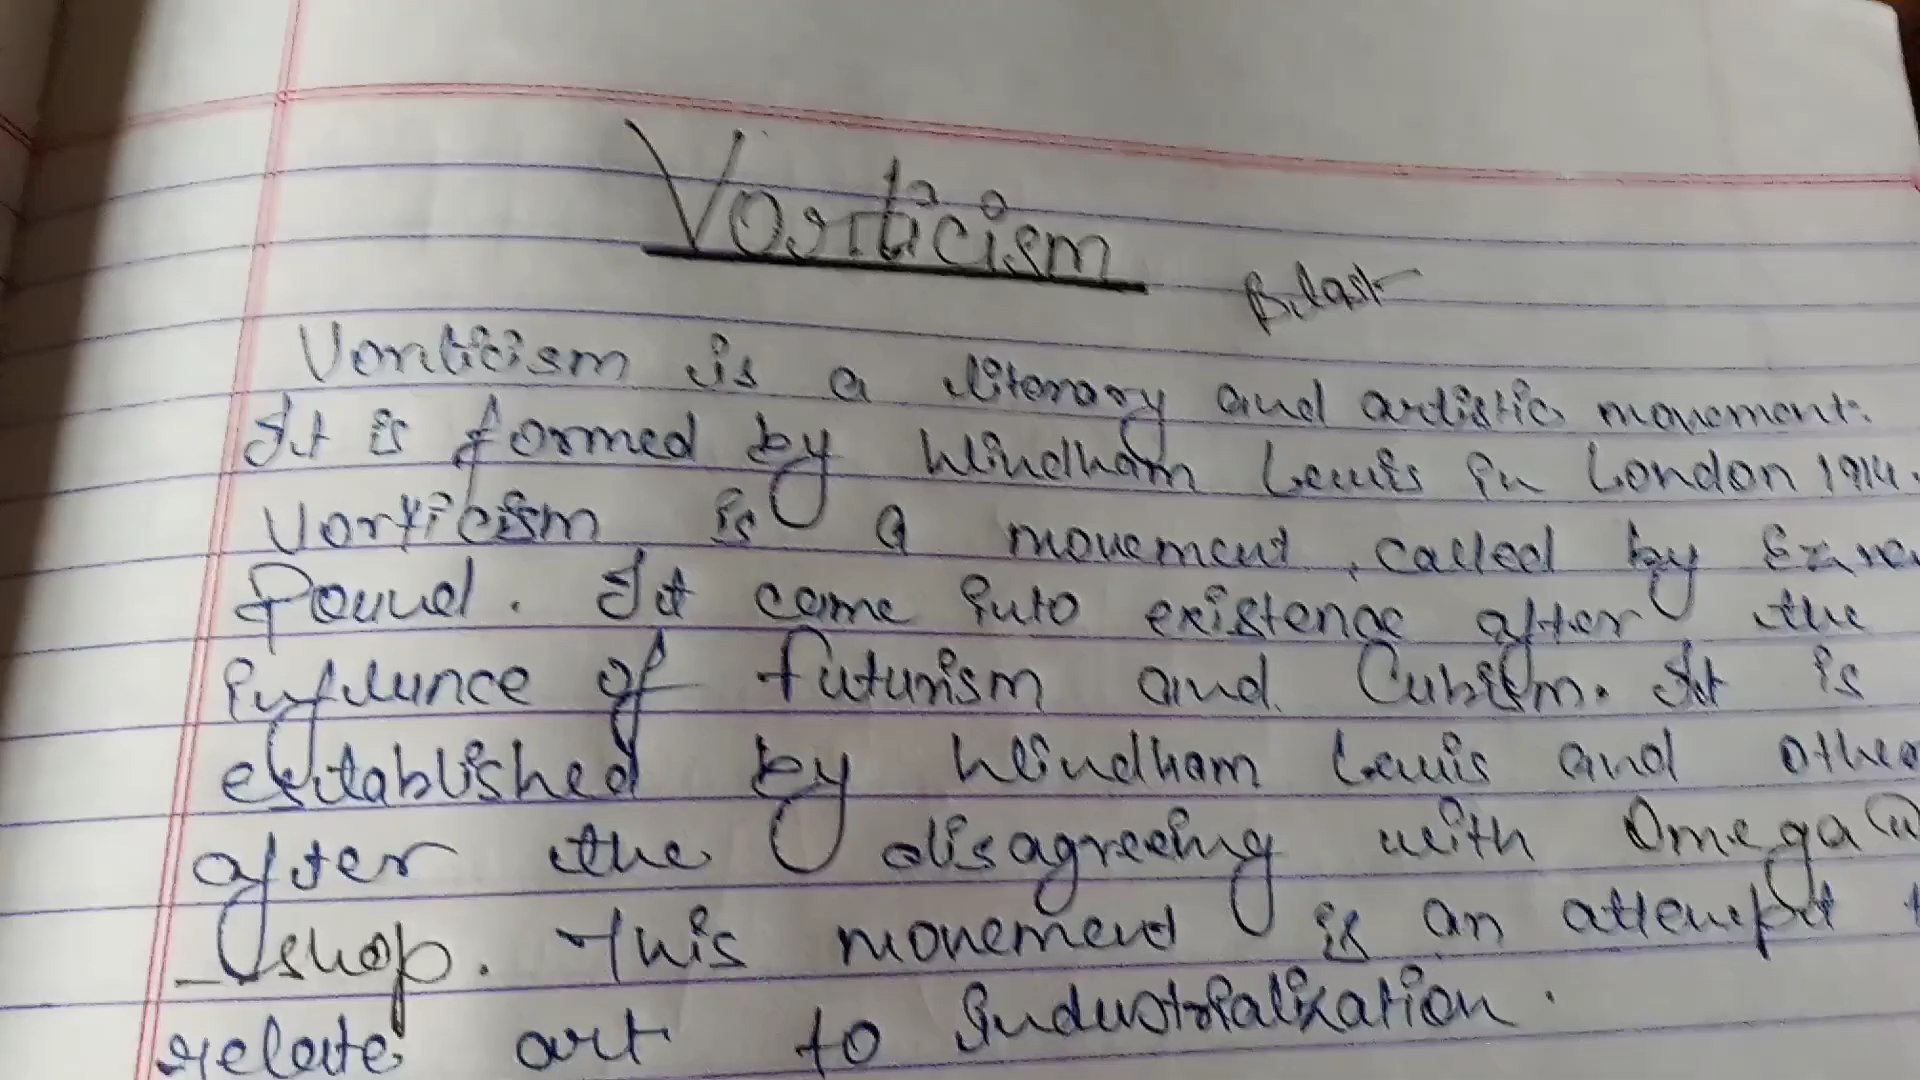 Vorticism
B.last
Vorticism is a literary and artistic movement.
It is formed by Windham Lewis in London 1914.
Vorticism is a movement, called by Ezra
Pound. It came into existence after the
influence of futurism and Cubism. It is
established by Windham Lewis and other
after the disagreeing with Omega
shop. This movement is an attempt
relate art to Industrialization.